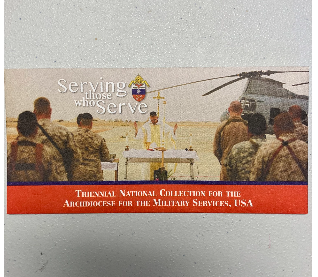 Serving
those
who Serve
TRIENNIAL NATIONAL COLLECTION FOR THE
ARCHDIOCESE FOR THE MILITARY SERVICES, USA